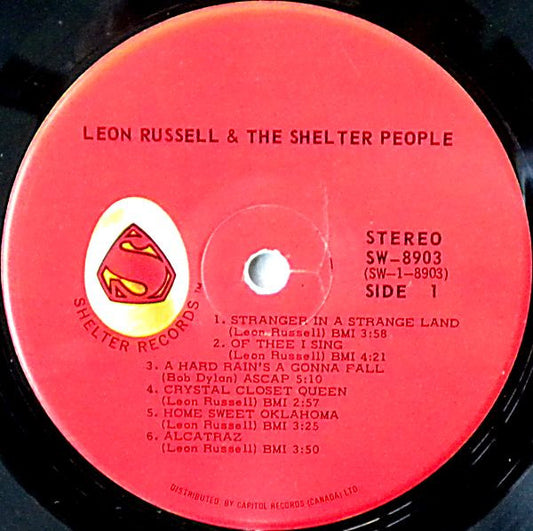 LEON RUSSELL & THE SHELTER PEOPLE
S
SHELTER RECORDS™
STEREO
SW-8903
(SW-1-8903)
SIDE 1
1. STRANGER IN A STRANGE LAND
(Leon Russell) BMI 3:58
2. OF THEE I SING
(Leon Russell) BMI 4:21
3. A HARD RAIN'S A GONNA FALL
(Bob Dylan) ASCAP 5:10
4. CRYSTAL CLOSET QUEEN
(Leon Russell) BMI 2:57
5. HOME SWEET OKLAHOMA
(Leon Russell) BMI 3:25
6. ALCATRAZ
(Leon Russell) BMI 3:50
DISTRIBUTED BY CAPITOL RECORDS (CANADA) LTD.